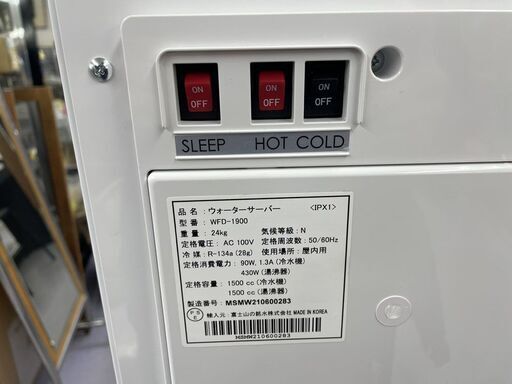 ON ON ON
OFF OFF OFF
SLEEP HOT COLD
品 名：ウォーターサーバー <IPX1>
型 番： WFD-1900
重 量： 24kg 気候等級：N
定格電圧： AC 100V 定格周波数：50/60Hz
冷 媒：R-134a (28g) 使用場所：屋内用
定格消費電力： 90W, 1.3A (冷水機)
430W (湯沸器)
定格容量： 1500 cc (冷水機)
1500 cc (湯沸器)
製造番号： MSMW210600283
輸入元：富士山の銘水株式会社 MADE IN KOREA
MSMW210600283